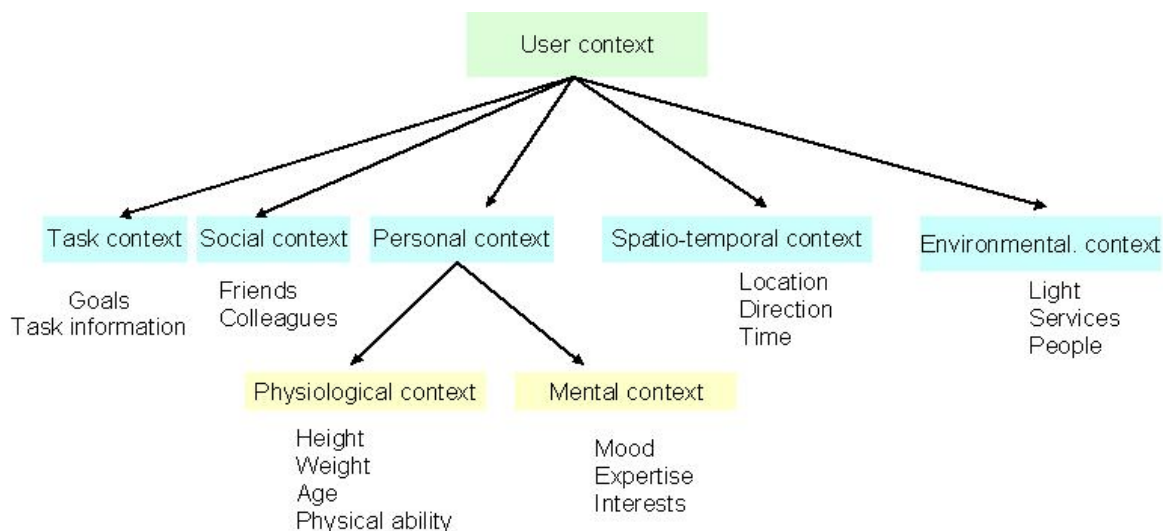 User context
Task context
Social context
Personal context
Spatio-temporal context
Environmental. context
Goals
Task information
Friends
Colleagues
Location
Direction
Time
Light
Services
People
Physiological context
Mental context
Height
Weight
Age
Physical ability
Mood
Expertise
Interests